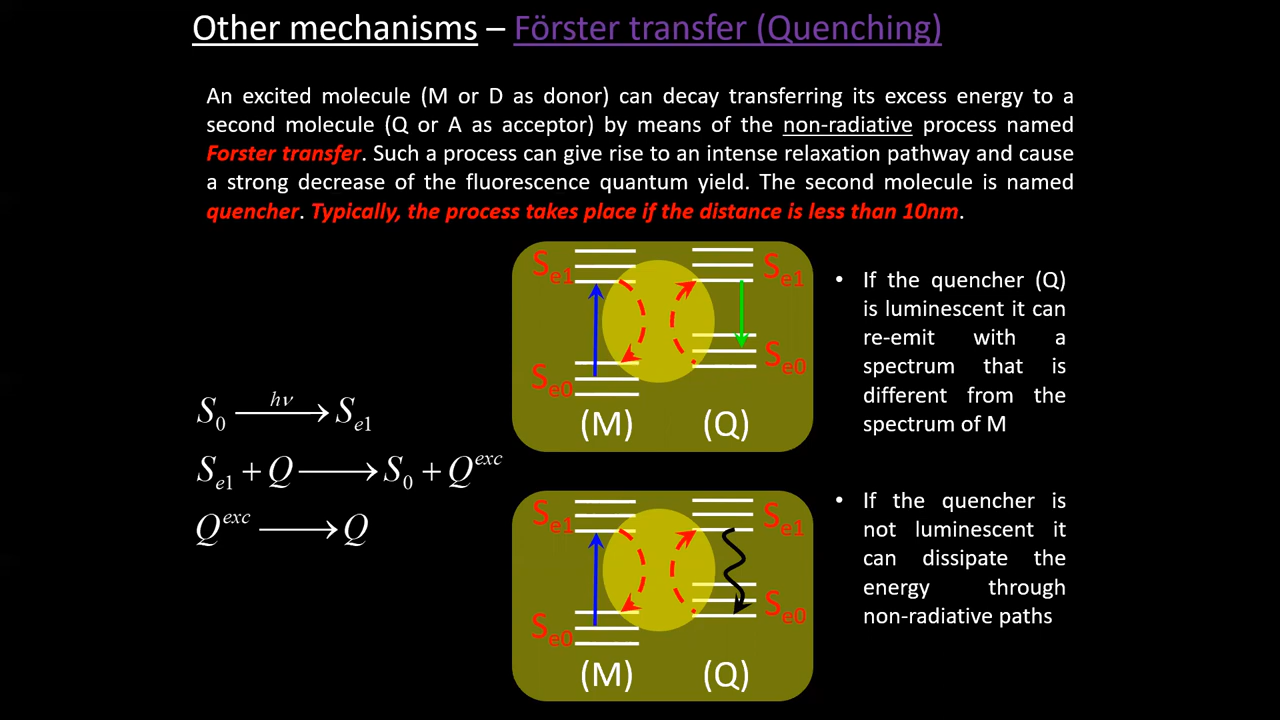 Other mechanisms – Förster transfer (Quenching)
An excited molecule (M or D as donor) can decay transferring its excess energy to a
second molecule (Q or A as acceptor) by means of the non-radiative process named
Forster transfer. Such a process can give rise to an intense relaxation pathway and cause
a strong decrease of the fluorescence quantum yield. The second molecule is named
quencher. Typically, the process takes place if the distance is less than 10nm.
S0 hν ⟶ Se1
Se1 + Q ⟶ S0 + Q^exc
Q^exc ⟶ Q
Se1 Se1
Se0 Se0
(M) (Q)
• If the quencher (Q)
is luminescent it can
re-emit with a
spectrum that is
different from the
spectrum of M
Se1 Se1
Se0 Se0
(M) (Q)
• If the quencher is
not luminescent it
can dissipate the
energy through
non-radiative paths